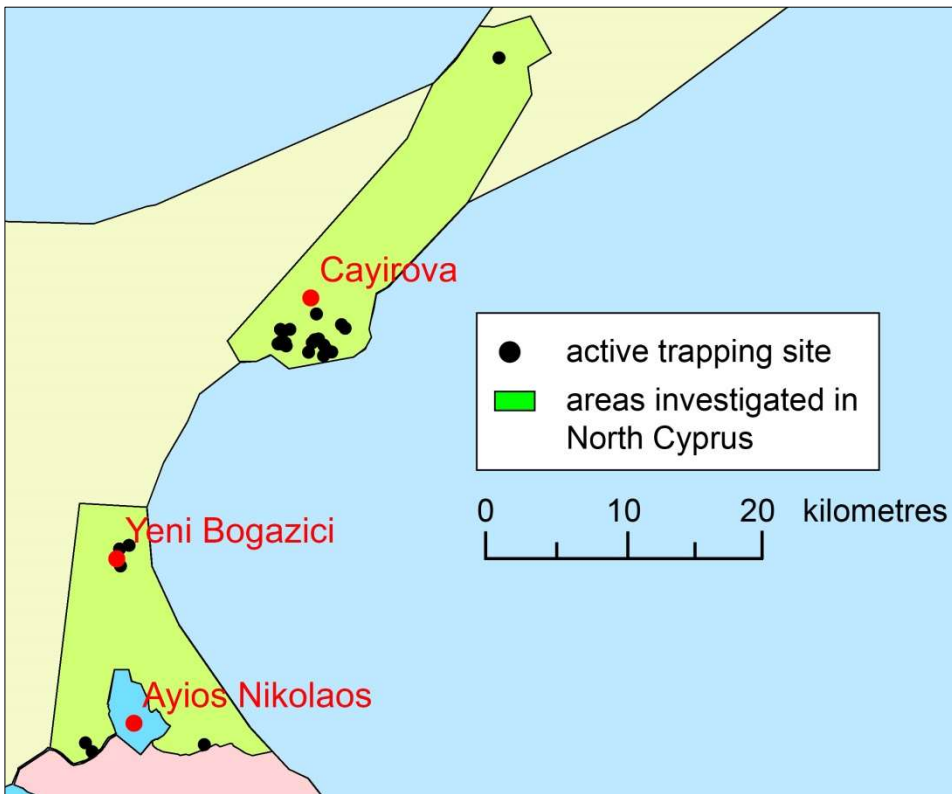 Cayirova
active trapping site
areas investigated in
North Cyprus
0 10 20 kilometres
Yeni Bogazici
Ayios Nikolaos